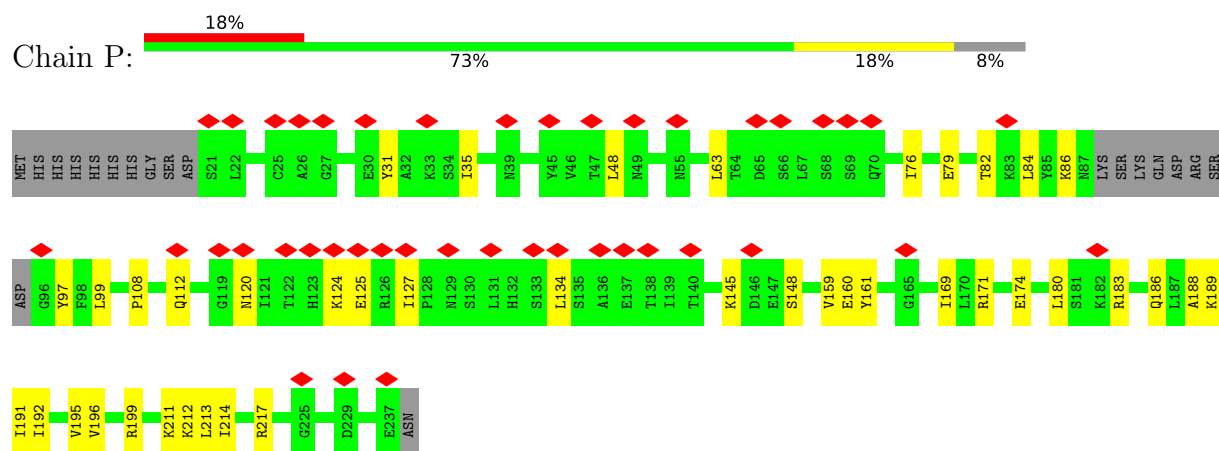 18%
Chain P:
73% 18% 8%
MET HIS HIS HIS HIS HIS HIS GLY SER ASP S21 L22 C25 A26 G27 E30 Y31 A32 K33 S34 I35 N39 Y45 V46 T47 L48 N49 N55 L63 T64 D65 S66 L67 S68 S69 Q70 I76 E79 T82 K83 L84 Y85 K86 N87 LYS SER LYS GLN ASP ARG SER
ASP G96 Y97 F98 L99 P108 Q112 G119 N120 I121 T122 H123 K124 E125 R126 I127 P128 N129 S130 L131 H132 S133 L134 S135 A136 E137 T138 I139 T140 K145 D146 E147 S148 V159 E160 Y161 G165 I169 L170 R171 E174 L180 S181 K182 R183 Q186 L187 A188 K189
I191 I192 V195 V196 R199 K211 K212 L213 I214 R217 G225 D229 E237 ASN